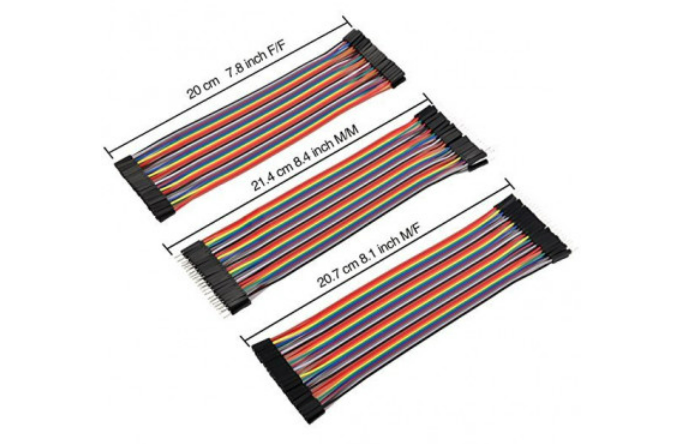 20 cm 7.8 inch F/F
21.4 cm 8.4 inch M/M
20.7 cm 8.1 inch M/F